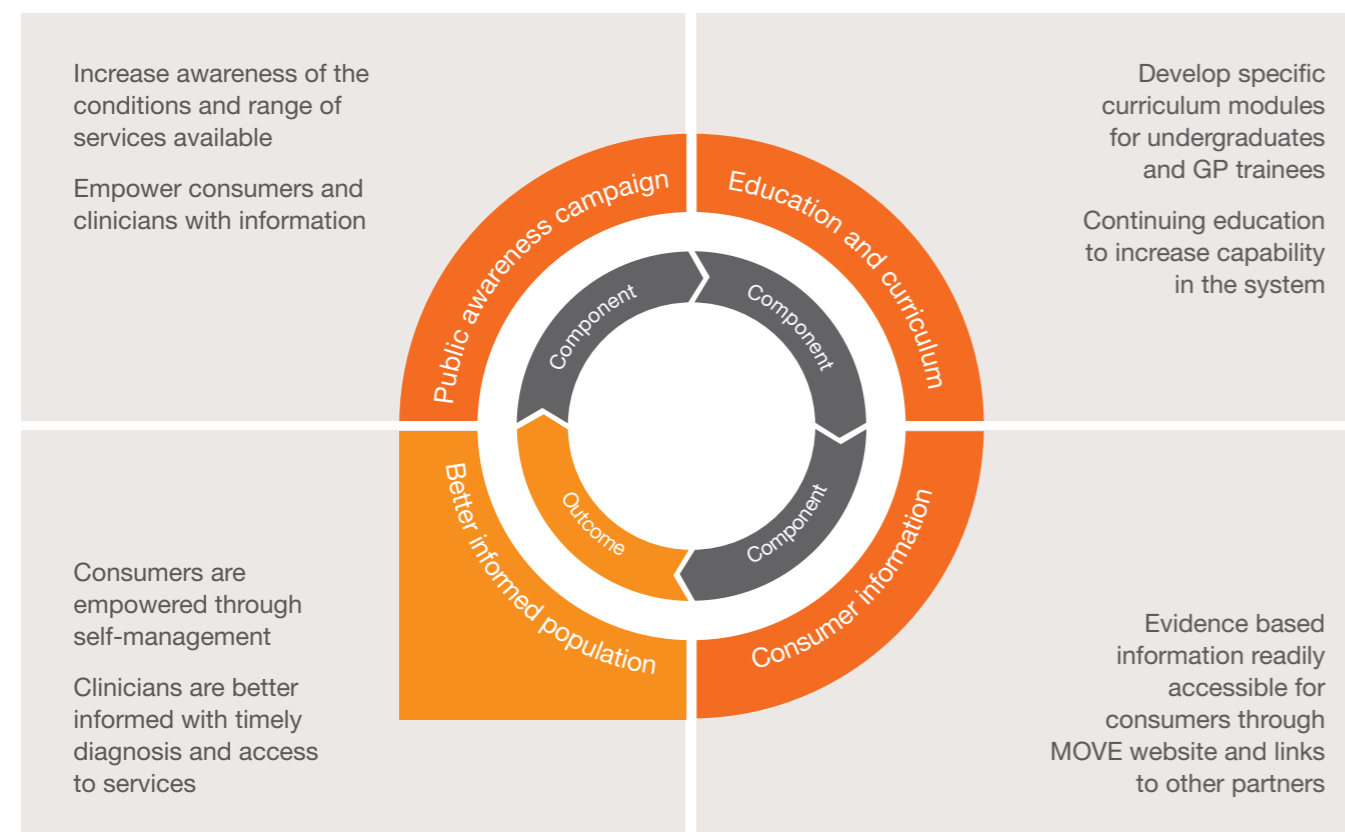 Increase awareness of the
conditions and range of
services available
Empower consumers and
clinicians with information
Develop specific
curriculum modules
for undergraduates
and GP trainees
Continuing education
to increase capability
in the system
Public awareness campaign
Education and curriculum
Component
Component
Outcome
Component
Better informed population
Consumer information
Consumers are
empowered through
self-management
Clinicians are better
informed with timely
diagnosis and access
to services
Evidence based
information readily
accessible for
consumers through
MOVE website and links
to other partners